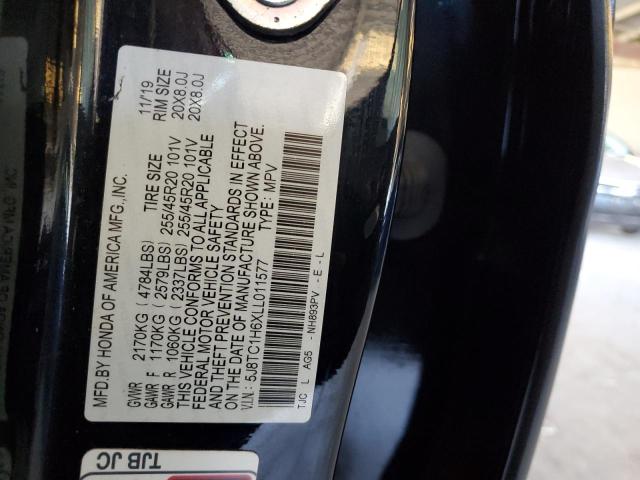 MFD.BY HONDA OF AMERICA MFG.,INC. 11/'19
TIRE SIZE RIM SIZE
GVWR 2170KG ( 4784LBS)
GAWR F 1170KG ( 2579LBS) 255/45R20 101V 20X8.0J
GAWR R 1060KG ( 2337LBS) 255/45R20 101V 20X8.0J
THIS VEHICLE CONFORMS TO ALL APPLICABLE
FEDERAL MOTOR VEHICLE SAFETY
AND THEFT PREVENTION STANDARDS IN EFFECT
ON THE DATE OF MANUFACTURE SHOWN ABOVE.
V.I.N.: 5J8TC1H6XLL011577 TYPE: MPV
TJC L AG5 - NH893PV - E - L
TJB JC